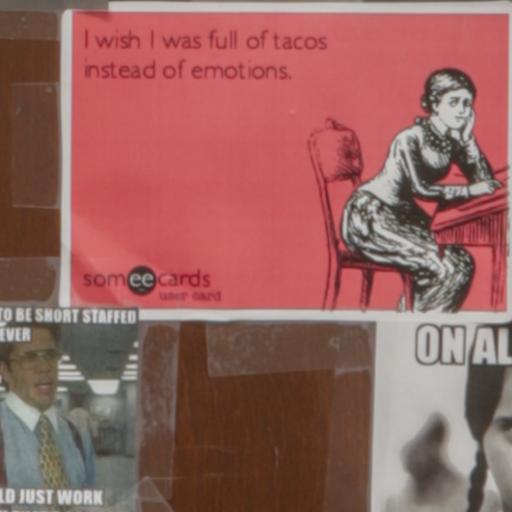 I wish I was full of tacos
instead of emotions.
someecards
user card
TO BE SHORT STAFFED
EVER
ON AL
LD JUST WORK